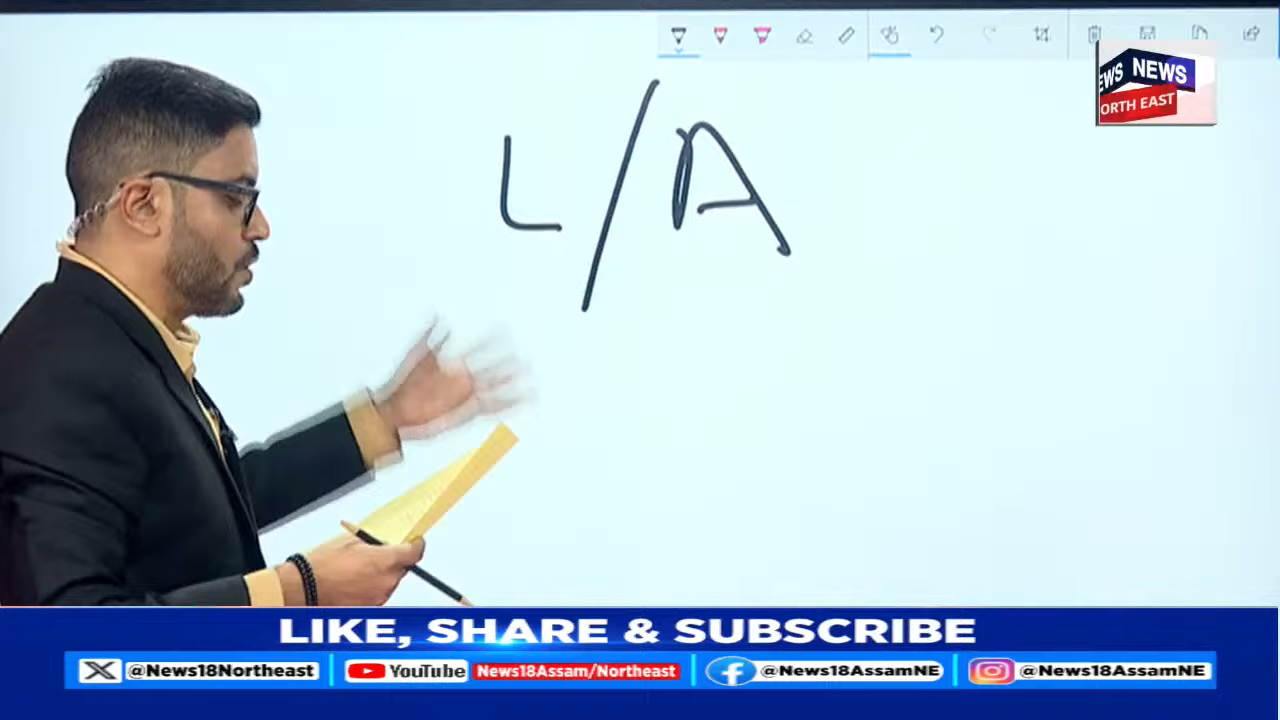 EWS NEWS
ORTH EAST
L/A
LIKE, SHARE & SUBSCRIBE
@News18Northeast YouTube News18Assam/Northeast @News18AssamNE @News18AssamNE